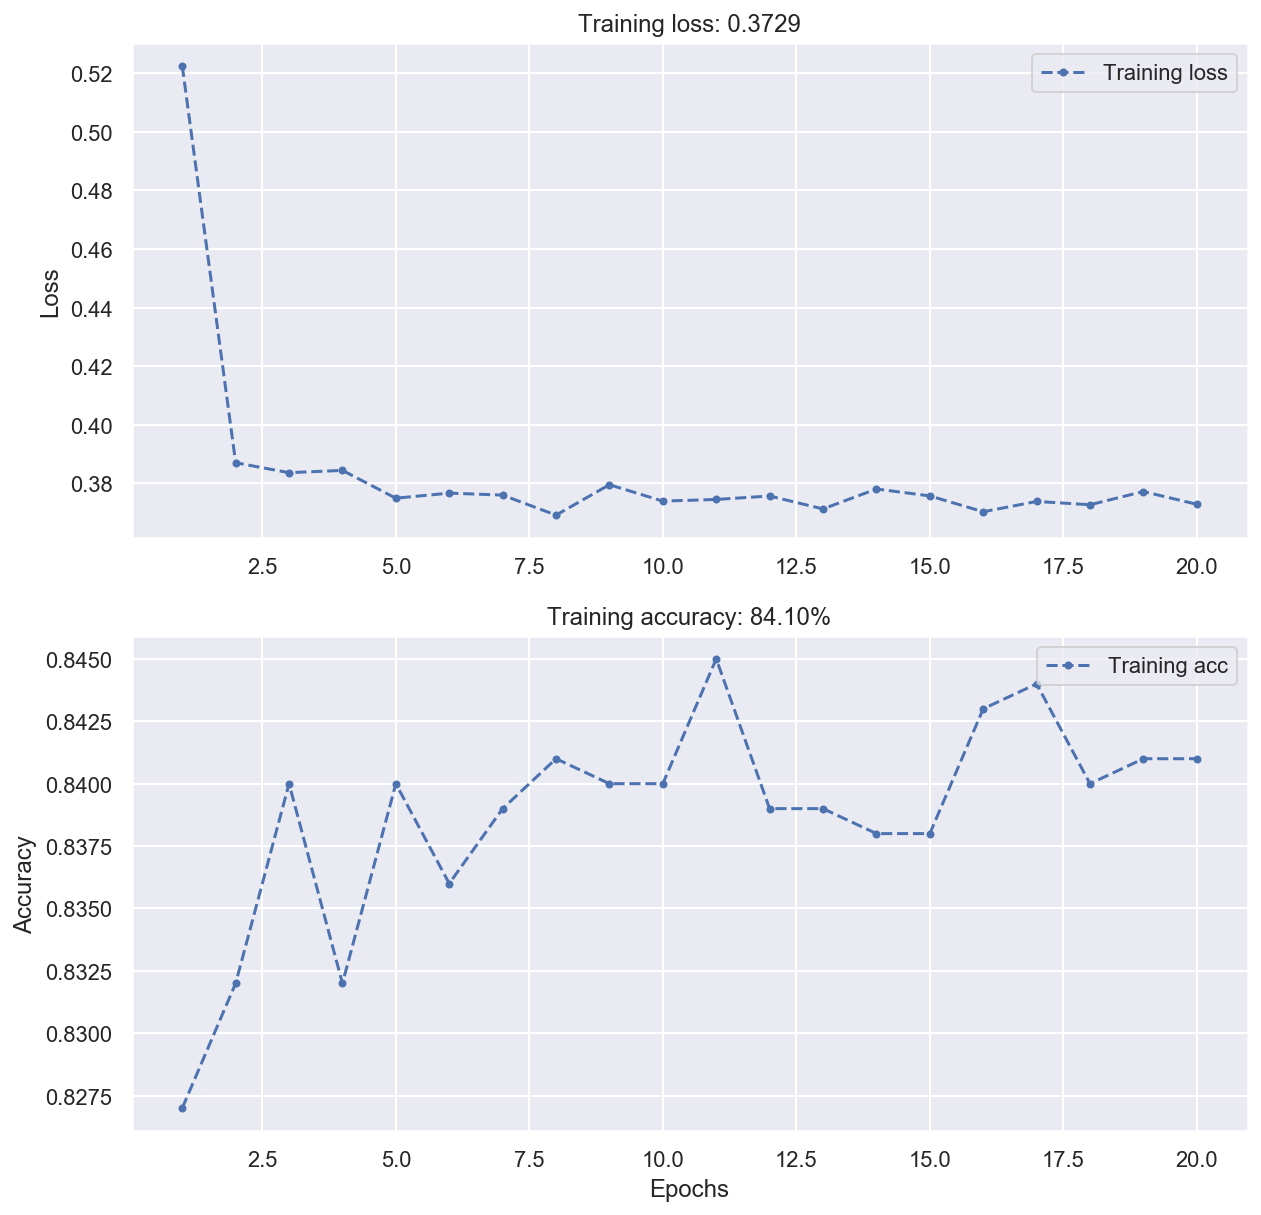 Training loss: 0.3729
Training loss
0.52
0.50
0.48
0.46
0.44
0.42
0.40
0.38
Loss
2.5 5.0 7.5 10.0 12.5 15.0 17.5 20.0
Training accuracy: 84.10%
Training acc
0.8450
0.8425
0.8400
0.8375
0.8350
0.8325
0.8300
0.8275
Accuracy
2.5 5.0 7.5 10.0 12.5 15.0 17.5 20.0
Epochs